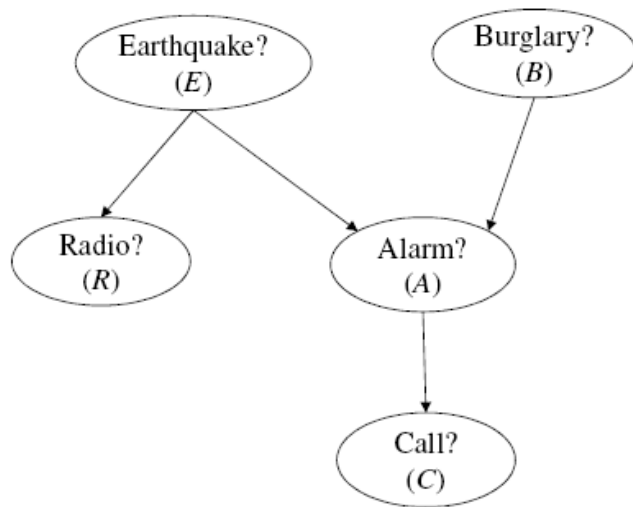 Earthquake?
(E)
Burglary?
(B)
Radio?
(R)
Alarm?
(A)
Call?
(C)